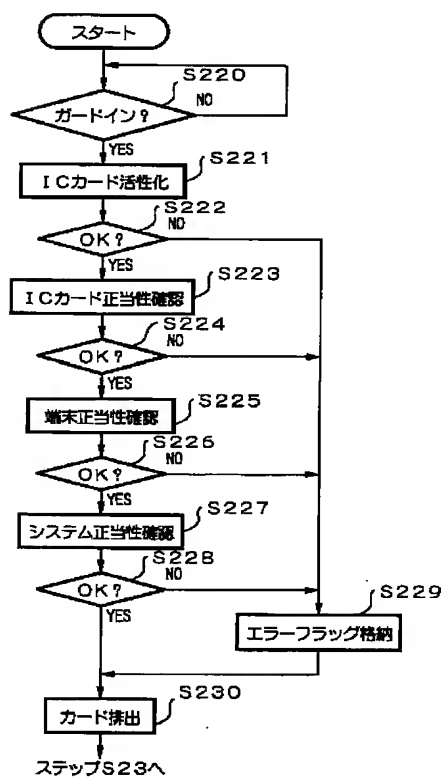 スタート
S220
ガードイン?
NO
YES
S221
ICカード活性化
S222
OK?
NO
YES
S223
ICカード正当性確認
S224
OK?
NO
YES
S225
端末正当性確認
S226
OK?
NO
YES
S227
システム正当性確認
S228
OK?
NO
YES
S229
エラーフラッグ格納
S230
カード排出
ステップS23へ